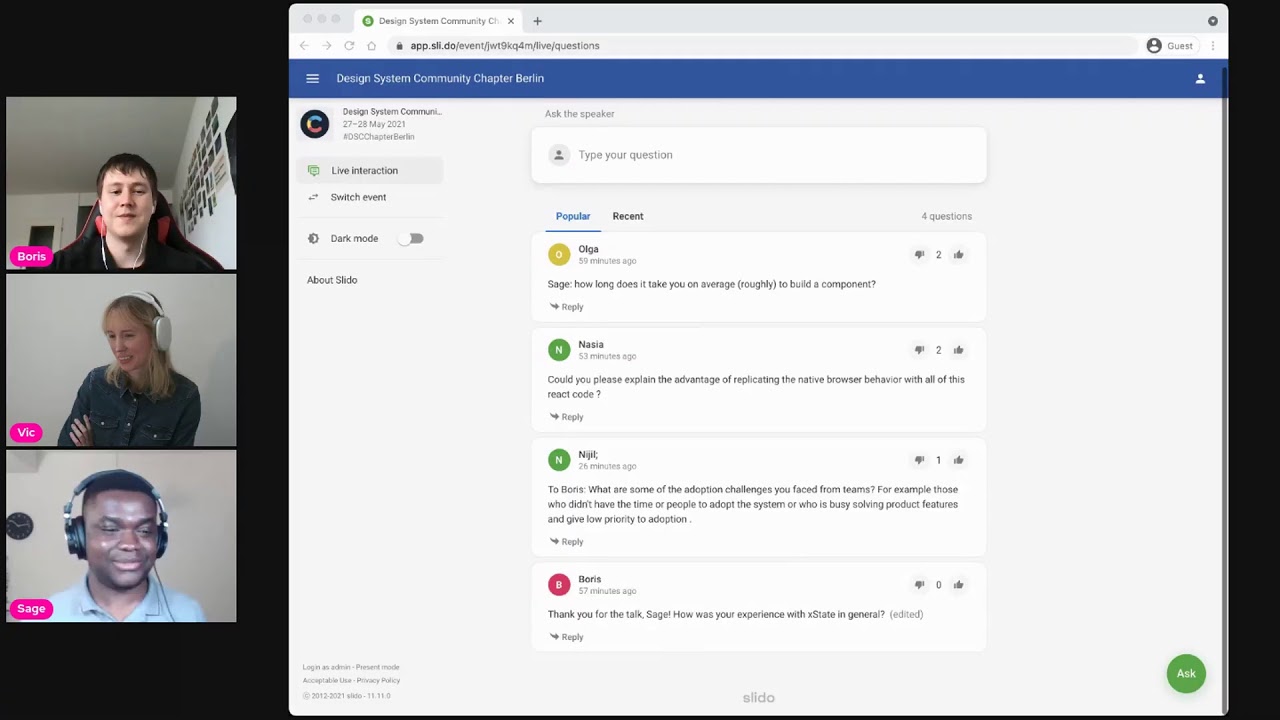 Boris
Vic
Sage
Design System Community Ch
app.sli.do/event/jwt9kq4m/live/questions
Guest
Design System Community Chapter Berlin
Design System Communi...
27–28 May 2021
#DSCChapterBerlin
Live interaction
Switch event
Dark mode
About Slido
Login as admin - Present mode
Acceptable Use - Privacy Policy
© 2012-2021 slido - 11.11.0
Ask the speaker
Type your question
Popular Recent 4 questions
O Olga 2
59 minutes ago
Sage: how long does it take you on average (roughly) to build a component?
Reply
N Nasia 2
53 minutes ago
Could you please explain the advantage of replicating the native browser behavior with all of this
react code ?
Reply
N Nijil; 1
26 minutes ago
To Boris: What are some of the adoption challenges you faced from teams? For example those
who didn't have the time or people to adopt the system or who is busy solving product features
and give low priority to adoption .
Reply
B Boris 0
57 minutes ago
Thank you for the talk, Sage! How was your experience with xState in general? (edited)
Reply
slido
Ask